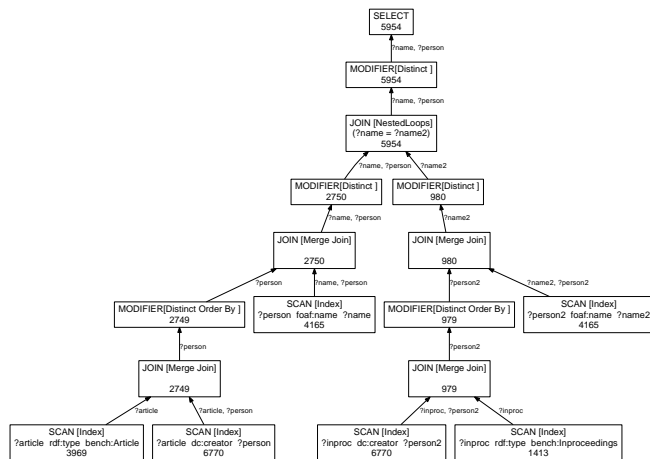 SELECT
5954
?name, ?person
MODIFIER[Distinct ]
5954
?name, ?person
JOIN [NestedLoops]
(?name = ?name2)
5954
?name, ?person
?name2
MODIFIER[Distinct ]
2750
MODIFIER[Distinct ]
980
?name, ?person
?name2
JOIN [Merge Join]
2750
JOIN [Merge Join]
980
?person
?name, ?person
?person2
?name2, ?person2
MODIFIER[Distinct Order By ]
2749
SCAN [Index]
?person foaf:name ?name
4165
MODIFIER[Distinct Order By ]
979
SCAN [Index]
?person2 foaf:name ?name2
4165
?person
?person2
JOIN [Merge Join]
2749
JOIN [Merge Join]
979
?article
?article, ?person
?inproc, ?person2
?inproc
SCAN [Index]
?article rdf:type bench:Article
3969
SCAN [Index]
?article dc:creator ?person
6770
SCAN [Index]
?inproc dc:creator ?person2
6770
SCAN [Index]
?inproc rdf:type bench:Inproceedings
1413